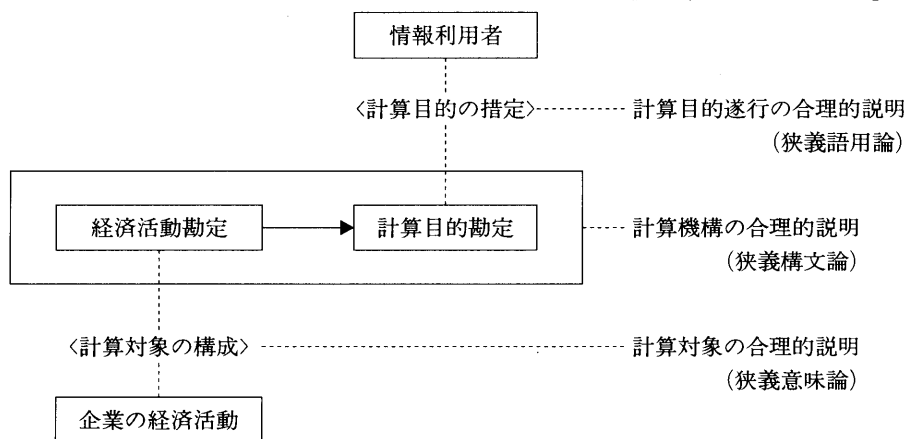 情報利用者
〈計算目的の措定〉 計算目的遂行の合理的説明
(狭義語用論)
経済活動勘定 計算目的勘定 計算機構の合理的説明
(狭義構文論)
〈計算対象の構成〉 計算対象の合理的説明
(狭義意味論)
企業の経済活動